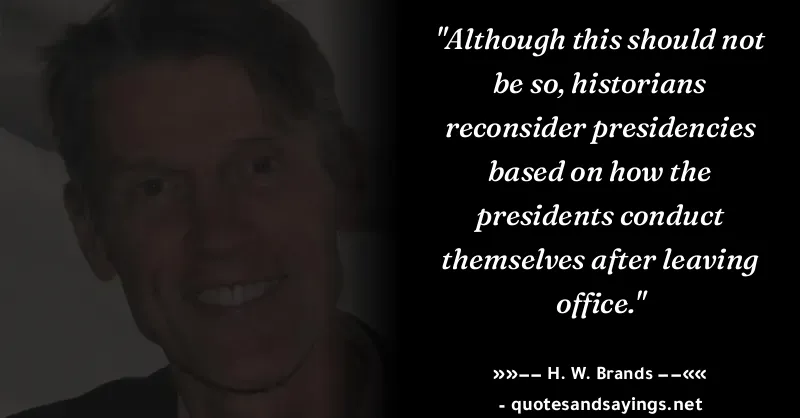 "Although this should not
be so, historians
reconsider presidencies
based on how the
presidents conduct
themselves after leaving
office."
»»−− H. W. Brands −−««
- quotesandsayings.net